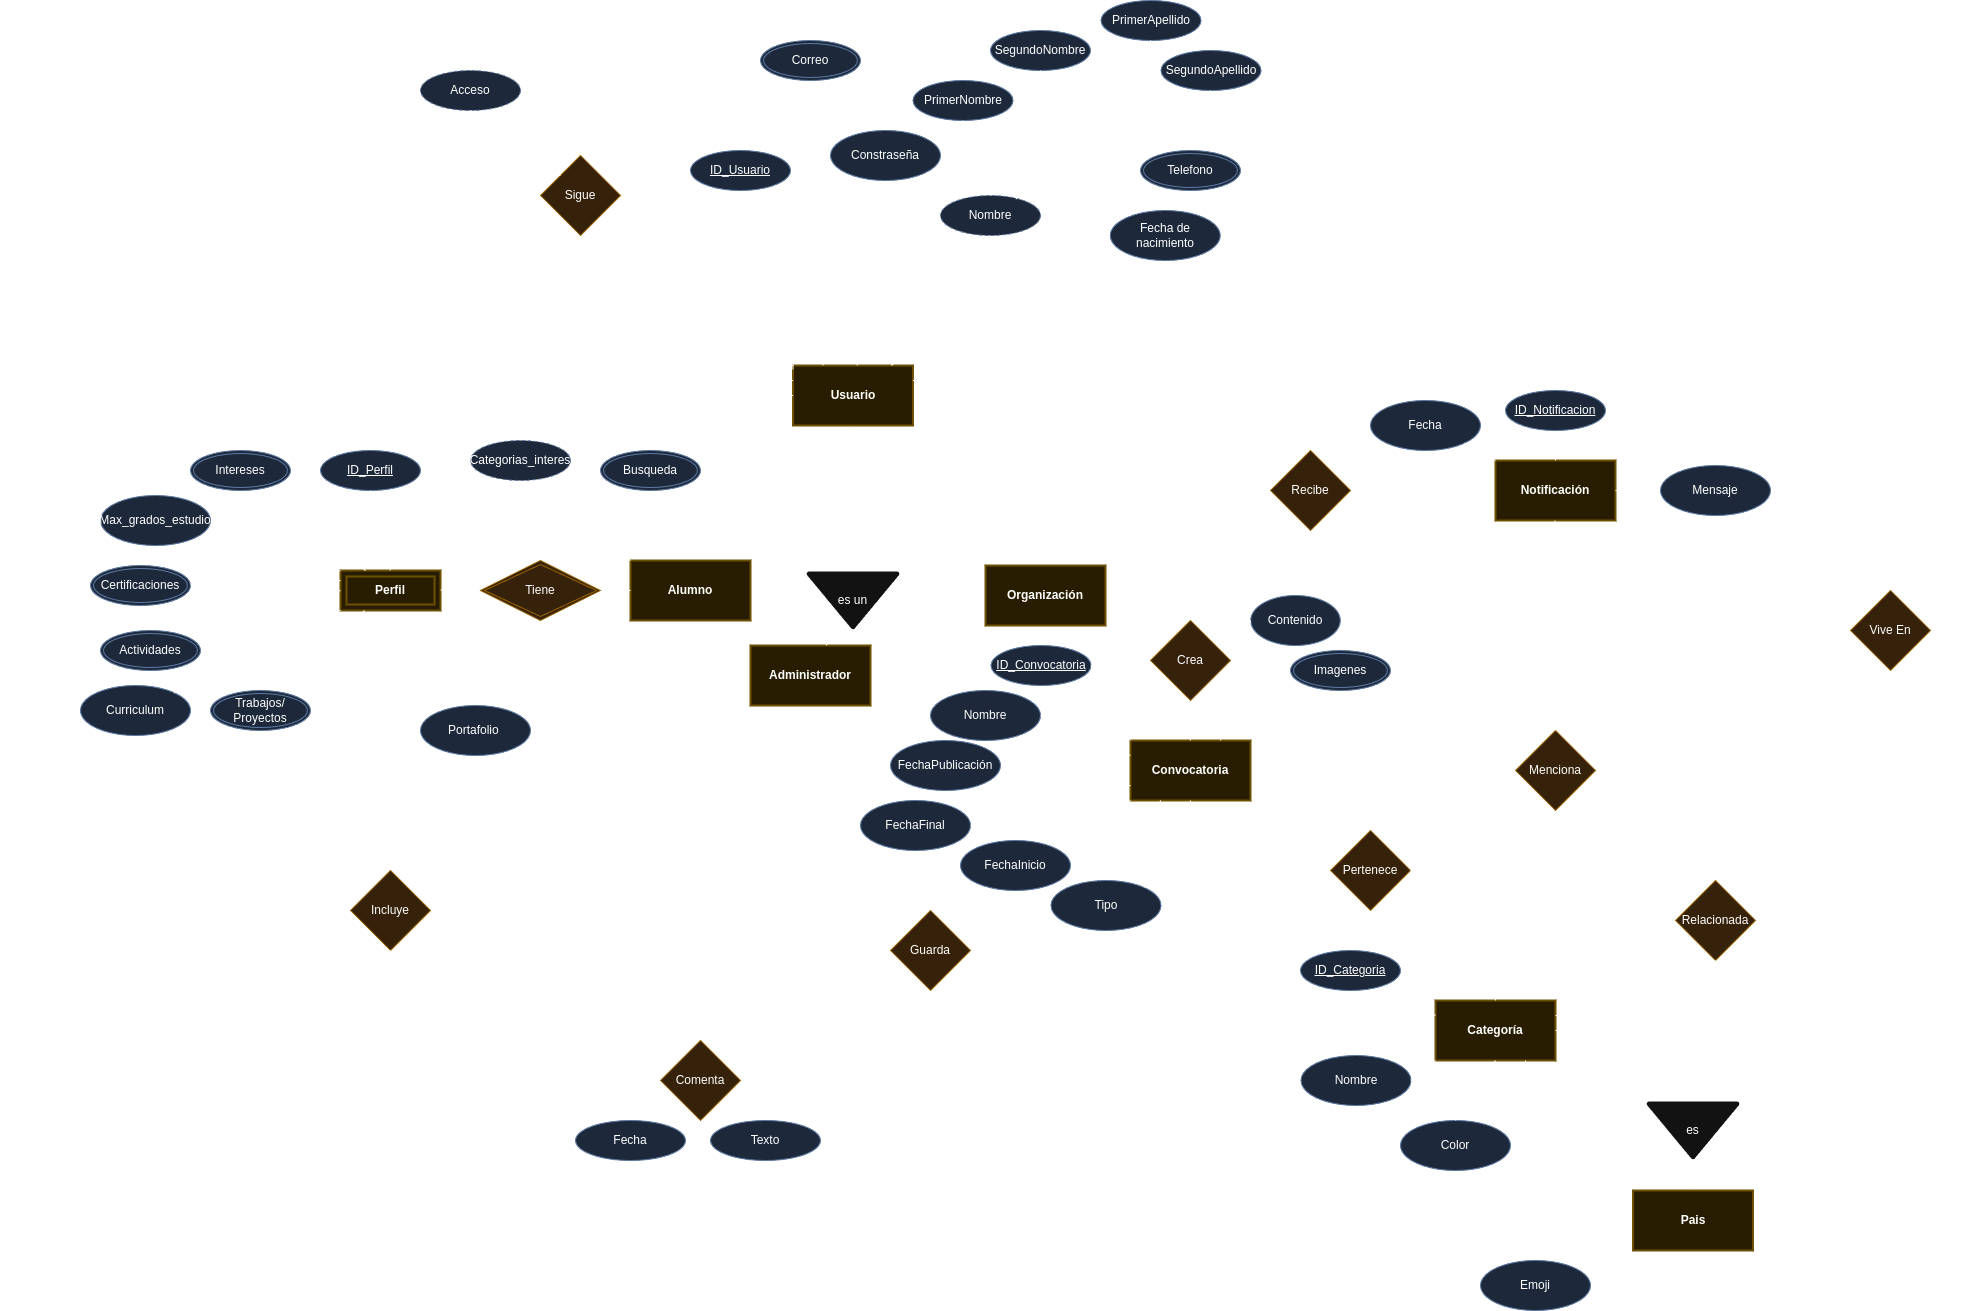 PrimerApellido
SegundoNombre
Correo
SegundoApellido
Acceso
PrimerNombre
Constraseña
ID_Usuario
Telefono
Sigue
Nombre
Fecha de
nacimiento
Usuario
ID_Notificacion
Fecha
Categorias_interes
Intereses
ID_Perfil
Busqueda
Recibe
Notificación
Mensaje
Max_grados_estudio
Certificaciones
Perfil
Tiene
Alumno
es un
Organización
Contenido
Vive En
Actividades
Crea
ID_Convocatoria
Imagenes
Administrador
Curriculum
Trabajos/
Proyectos
Nombre
Portafolio
FechaPublicación
Convocatoria
Menciona
FechaFinal
FechaInicio
Pertenece
Tipo
Incluye
Relacionada
Guarda
ID_Categoria
Categoría
Comenta
Nombre
Fecha
Texto
es
Color
Pais
Emoji